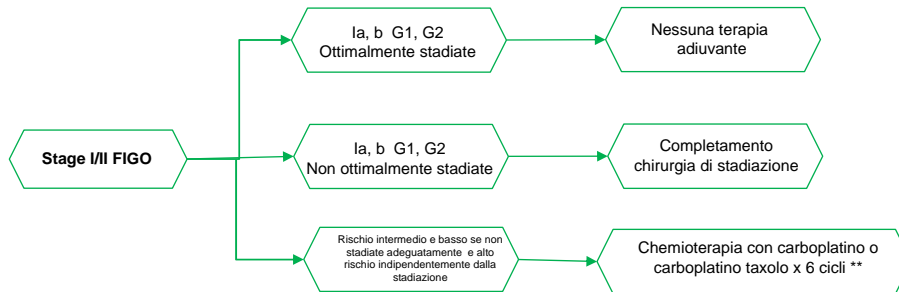 Ia, b G1, G2
Ottimalmente stadiate
Nessuna terapia
adiuvante
Stage I/II FIGO
Ia, b G1, G2
Non ottimalmente stadiate
Completamento
chirurgia di stadiazione
Rischio intermedio e basso se non
stadiate adeguatamente e alto
rischio indipendentemente dalla
stadiazione
Chemioterapia con carboplatino o
carboplatino taxolo x 6 cicli **